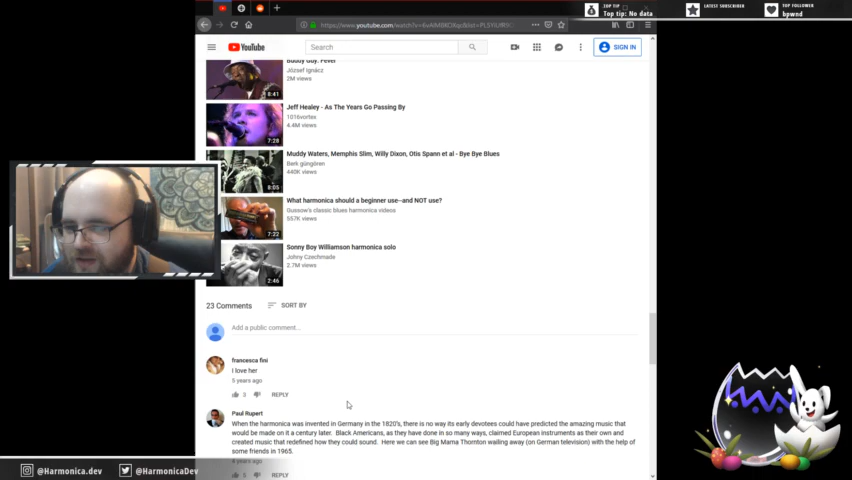 TOP TIP
Top tip: No data
LATEST SUBSCRIBER
TOP FOLLOWER
bpwnd
YouTube
Search
SIGN IN
Buddy Guy. Fever
József Ignácz
2M views
8:41
Jeff Healey - As The Years Go Passing By
1016vortex
4.4M views
7:28
Muddy Waters, Memphis Slim, Willy Dixon, Otis Spann et al - Bye Bye Blues
Berk güngören
440K views
8:05
What harmonica should a beginner use--and NOT use?
Gussow's classic blues harmonica videos
557K views
7:22
Sonny Boy Williamson harmonica solo
Johny Czechmade
2.7M views
2:46
23 Comments
SORT BY
Add a public comment...
francesca fini
I love her
5 years ago
3
REPLY
Paul Rupert
When the harmonica was invented in Germany in the 1820's, there is no way its early devotees could have predicted the amazing music that
would be made on it a century later. Black Americans, as they have done in so many ways, claimed European instruments as their own and
created music that redefined how they could sound. Here we can see Big Mama Thornton wailing away (on German television) with the help of
some friends in 1965.
years ago
REPLY
@Harmonica.dev
@HarmonicaDev